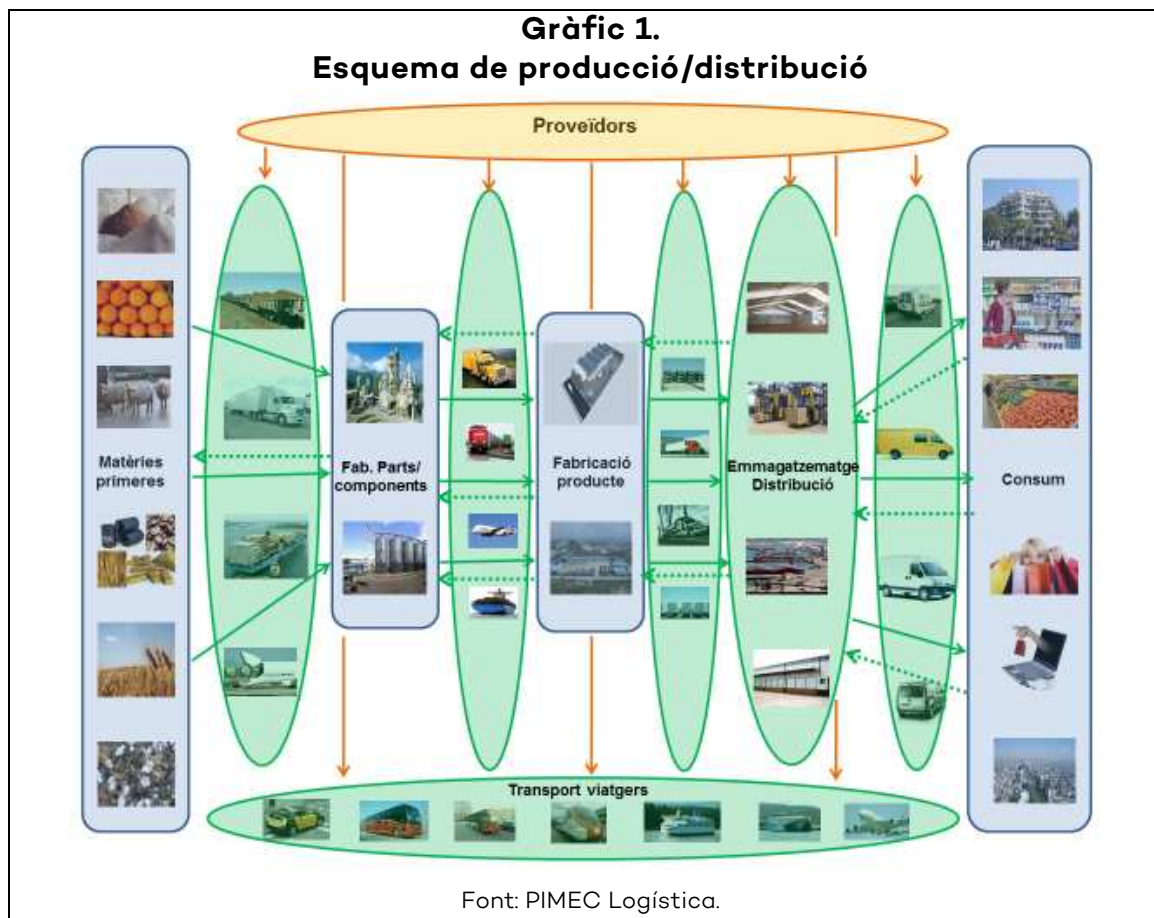 Gràfic 1.
Esquema de producció/distribució
Proveïdors
Matèries
primeres
Fab. Parts/
components
Fabricació
producte
Emmagatzematge
Distribució
Consum
Transport viatgers
Font: PIMEC Logística.